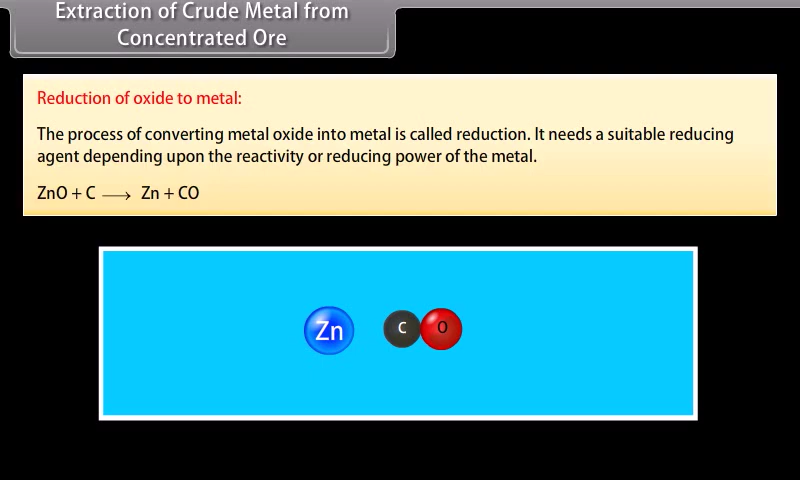 Extraction of Crude Metal from
Concentrated Ore
Reduction of oxide to metal:
The process of converting metal oxide into metal is called reduction. It needs a suitable reducing
agent depending upon the reactivity or reducing power of the metal.
ZnO + C ⟶ Zn + CO
Zn C O